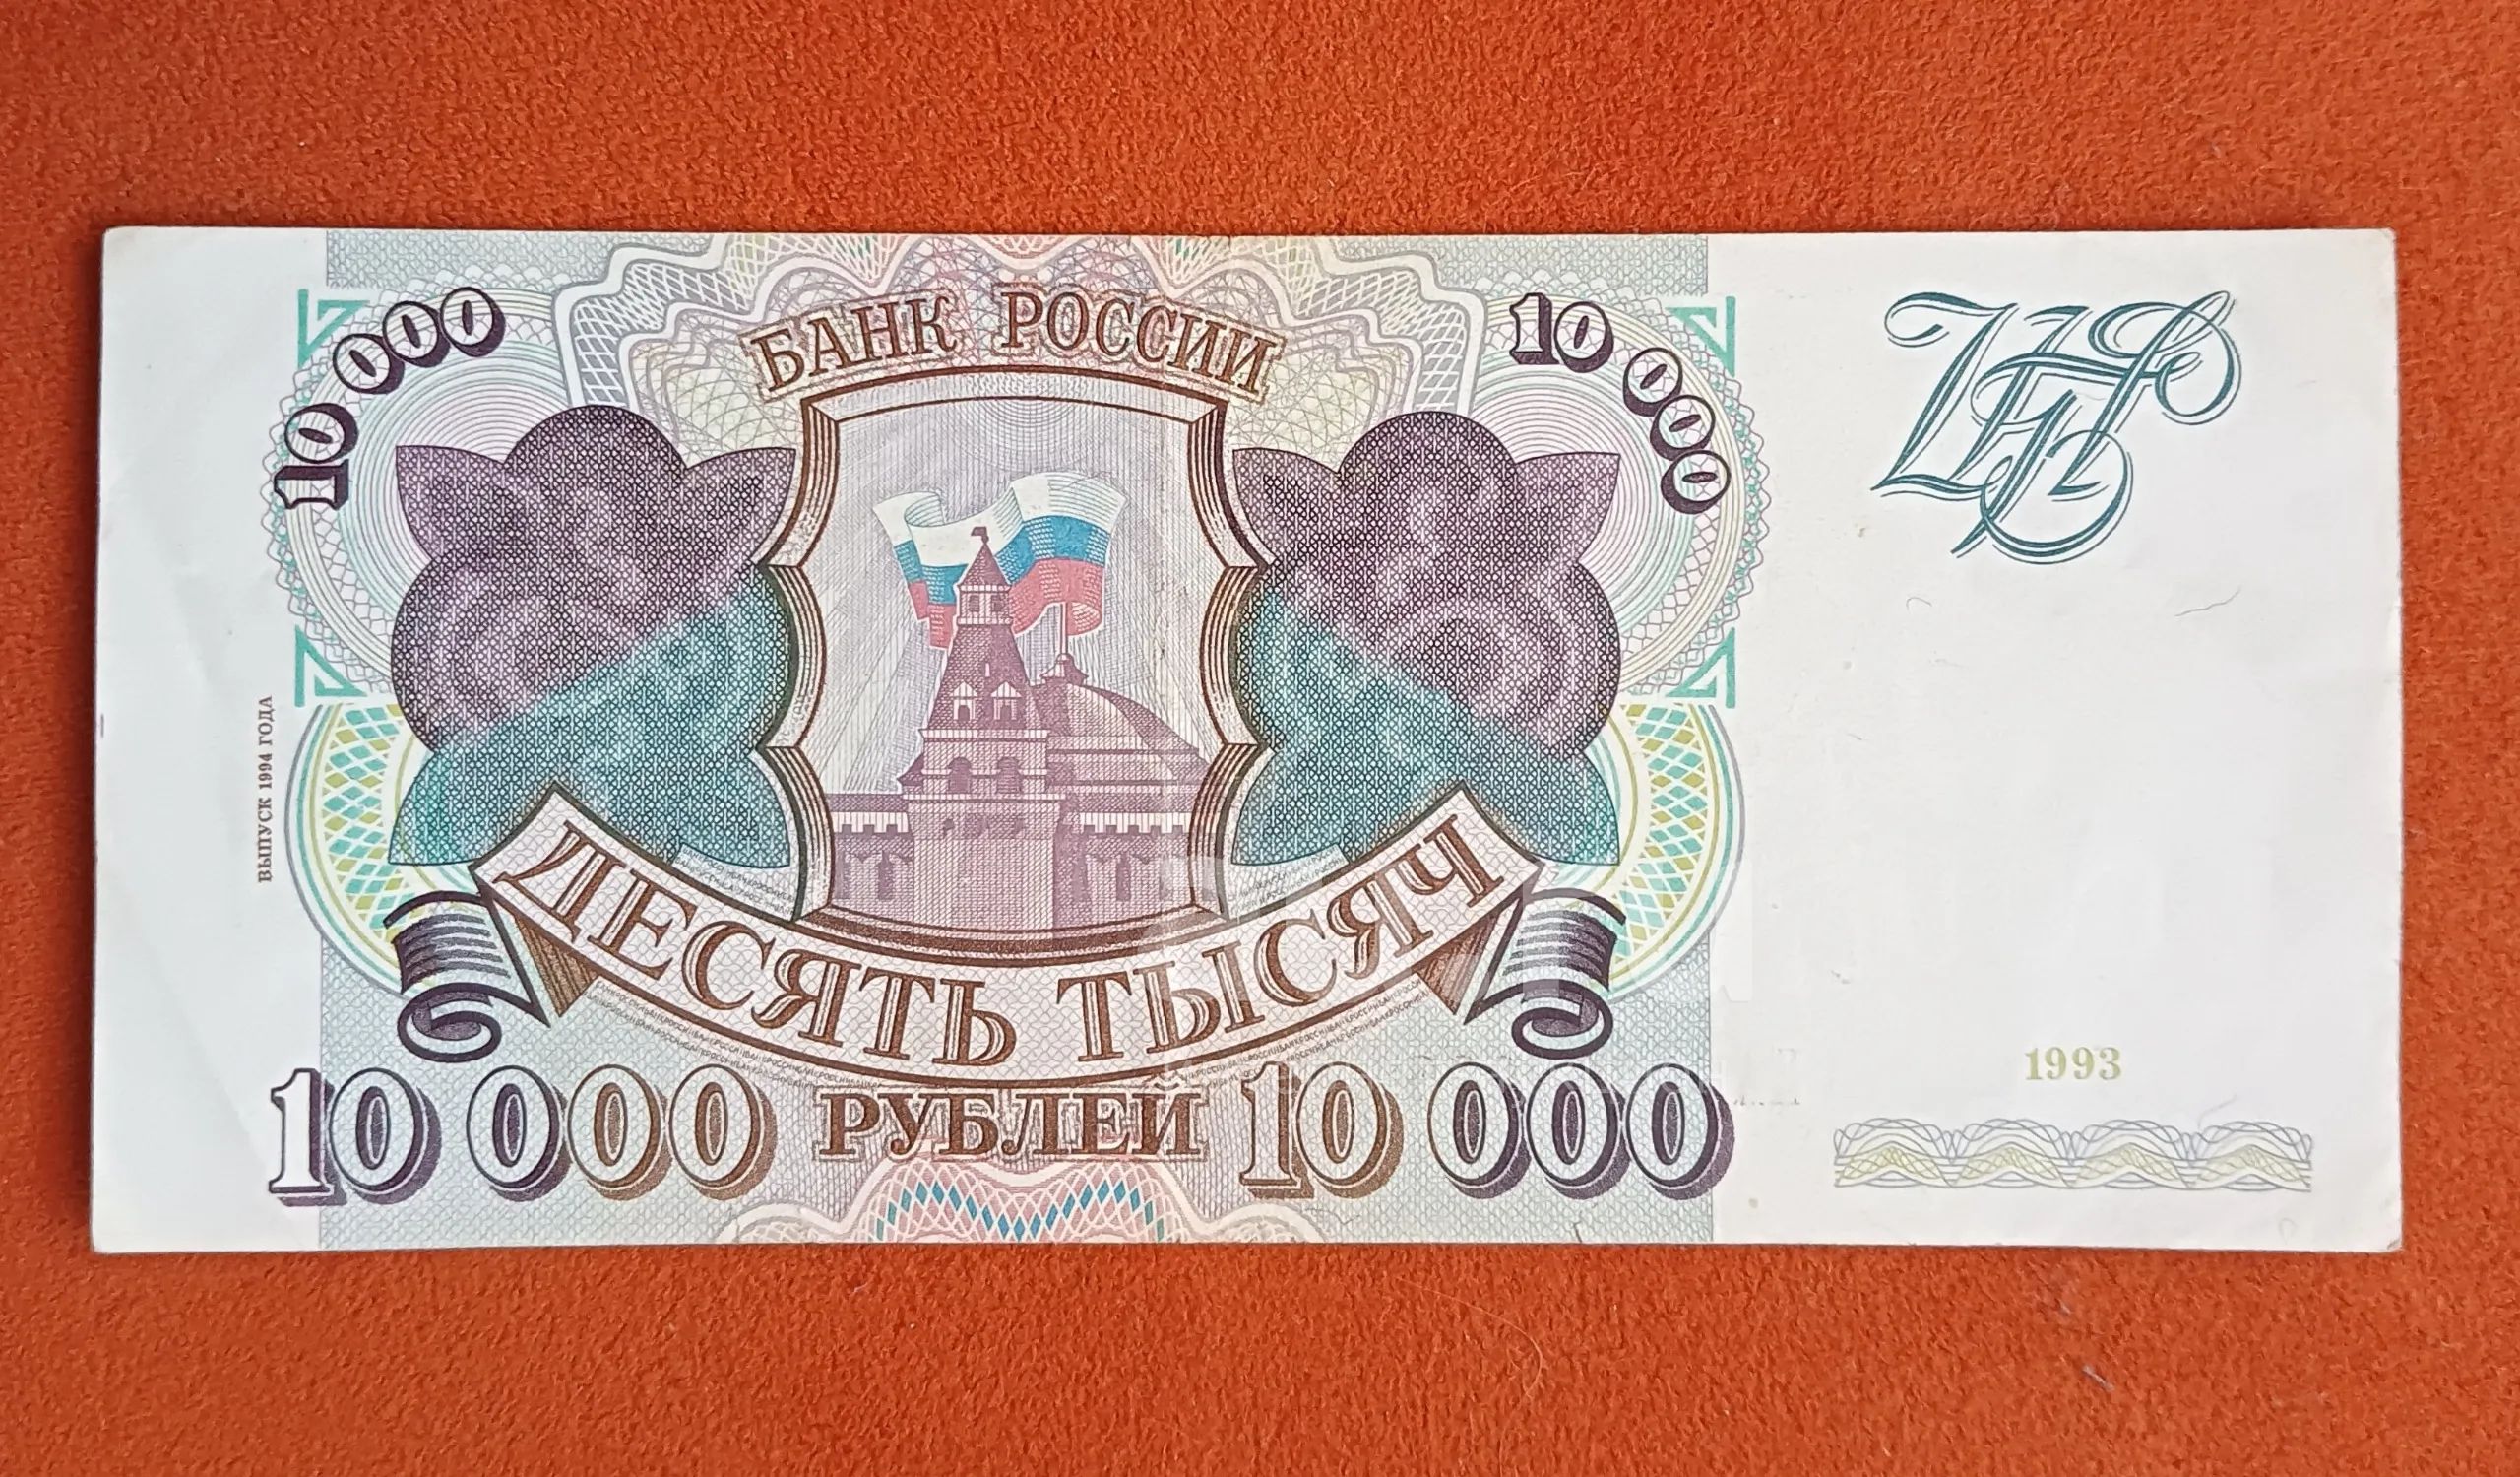 БАНК РОССИИ
10 000
10 000
ВЫПУСК 1994 ГОДА
ДЕСЯТЬ ТЫСЯЧ
10 000 РУБЛЕЙ 10 000
1993